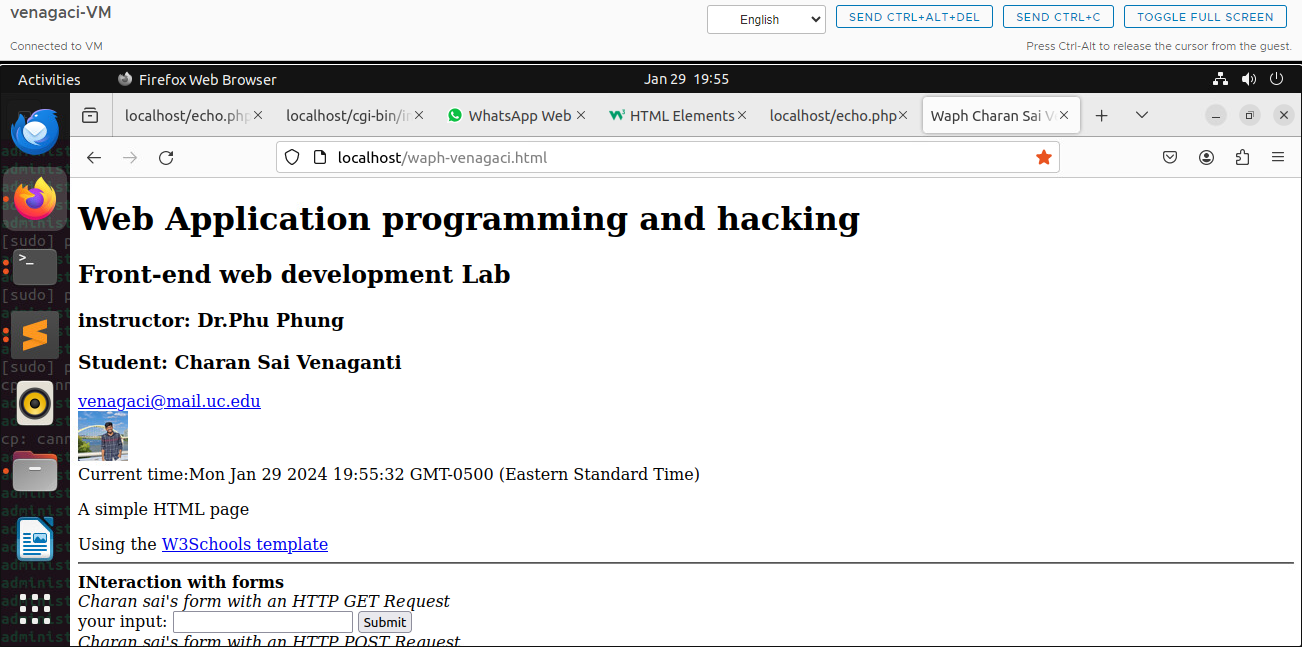 venagaci-VM
English
SEND CTRL+ALT+DEL
SEND CTRL+C
TOGGLE FULL SCREEN
Connected to VM
Press Ctrl-Alt to release the cursor from the guest.
Activities
Firefox Web Browser
Jan 29 19:55
localhost/echo.php
localhost/cgi-bin/
WhatsApp Web
HTML Elements
localhost/echo.php
Waph Charan Sai V
localhost/waph-venagaci.html
Web Application programming and hacking
Front-end web development Lab
instructor: Dr.Phu Phung
Student: Charan Sai Venaganti
venagaci@mail.uc.edu
Current time:Mon Jan 29 2024 19:55:32 GMT-0500 (Eastern Standard Time)
A simple HTML page
Using the W3Schools template
INteraction with forms
Charan sai's form with an HTTP GET Request
your input:
Submit
Charan sai's form with an HTTP POST Request
[sudo] p
[sudo] p
[sudo] p
cp: cann